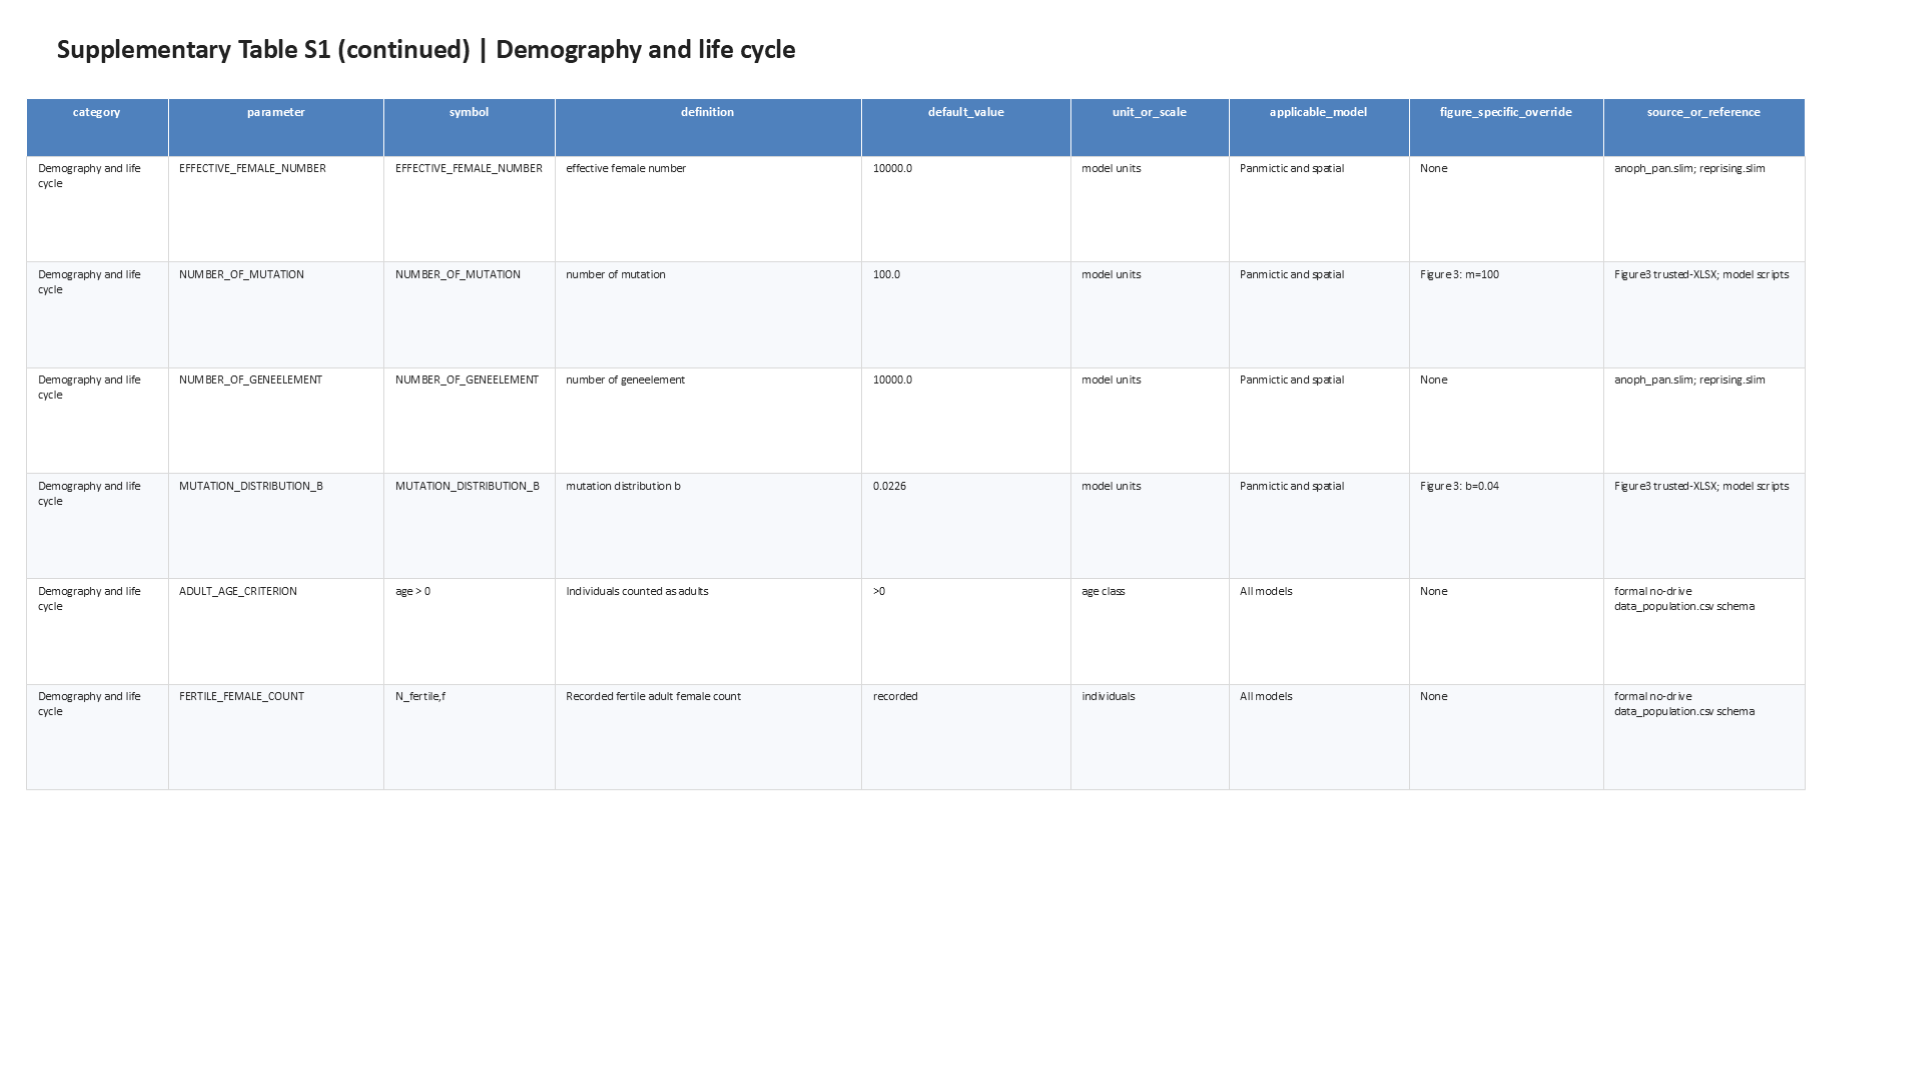 Supplementary Table S1 (continued) | Demography and life cycle
category parameter symbol definition default_value unit_or_scale applicable_model figure_specific_override source_or_reference
Demography and life cycle EFFECTIVE_FEMALE_NUMBER EFFECTIVE_FEMALE_NUMBER effective female number 10000.0 model units Panmictic and spatial None anoph_pan.slim; reprising.slim
Demography and life cycle NUMBER_OF_MUTATION NUMBER_OF_MUTATION number of mutation 100.0 model units Panmictic and spatial Figure 3: m=100 Figure3 trusted-XLSX; model scripts
Demography and life cycle NUMBER_OF_GENEELEMENT NUMBER_OF_GENEELEMENT number of geneelement 10000.0 model units Panmictic and spatial None anoph_pan.slim; reprising.slim
Demography and life cycle MUTATION_DISTRIBUTION_B MUTATION_DISTRIBUTION_B mutation distribution b 0.0226 model units Panmictic and spatial Figure 3: b=0.04 Figure3 trusted-XLSX; model scripts
Demography and life cycle ADULT_AGE_CRITERION age > 0 Individuals counted as adults >0 age class All models None formal no-drive data_population.csv schema
Demography and life cycle FERTILE_FEMALE_COUNT N_fertile,f Recorded fertile adult female count recorded individuals All models None formal no-drive data_population.csv schema